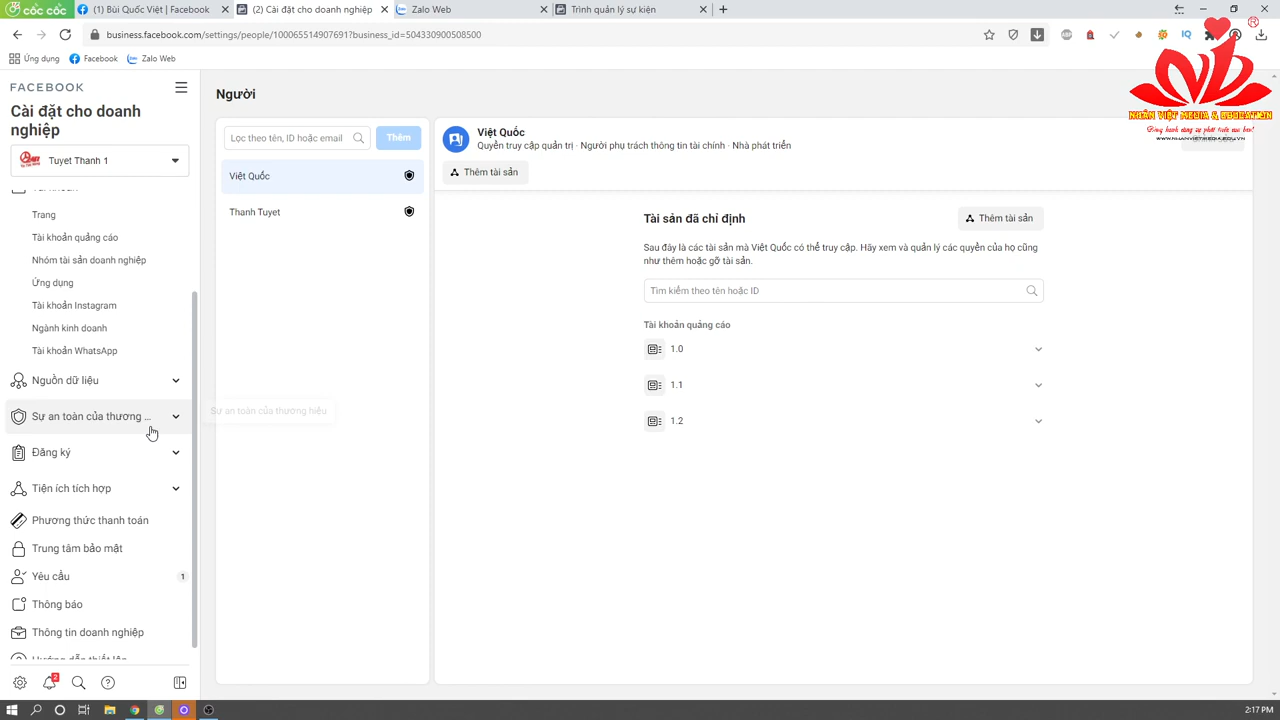 cốc cốc
(1) Bùi Quốc Việt | Facebook
(2) Cài đặt cho doanh nghiệp
Zalo Web
Trình quản lý sự kiện
business.facebook.com/settings/people/100065514907691?business_id=504330900508500
Ứng dụng
Facebook
Zalo Web
NHÂN VIỆT MEDIA & EDUCATION
FACEBOOK
Cài đặt cho doanh
nghiệp
Tuyet Thanh 1
Trang
Tài khoản quảng cáo
Nhóm tài sản doanh nghiệp
Ứng dụng
Tài khoản Instagram
Ngành kinh doanh
Tài khoản WhatsApp
Nguồn dữ liệu
Sự an toàn của thương ...
Sự an toàn của thương hiệu
Đăng ký
Tiện ích tích hợp
Phương thức thanh toán
Trung tâm bảo mật
Yêu cầu
1
Thông báo
Thông tin doanh nghiệp
Hướng dẫn thiết lập
2
Người
Lọc theo tên, ID hoặc email
Thêm
Việt Quốc
Thanh Tuyet
Việt Quốc
Quyền truy cập quản trị · Người phụ trách thông tin tài chính · Nhà phát triển
Thêm tài sản
Tài sản đã chỉ định
Thêm tài sản
Sau đây là các tài sản mà Việt Quốc có thể truy cập. Hãy xem và quản lý các quyền của họ cũng
như thêm hoặc gỡ tài sản.
Tìm kiếm theo tên hoặc ID
Tài khoản quảng cáo
1.0
1.1
1.2
2:17 PM